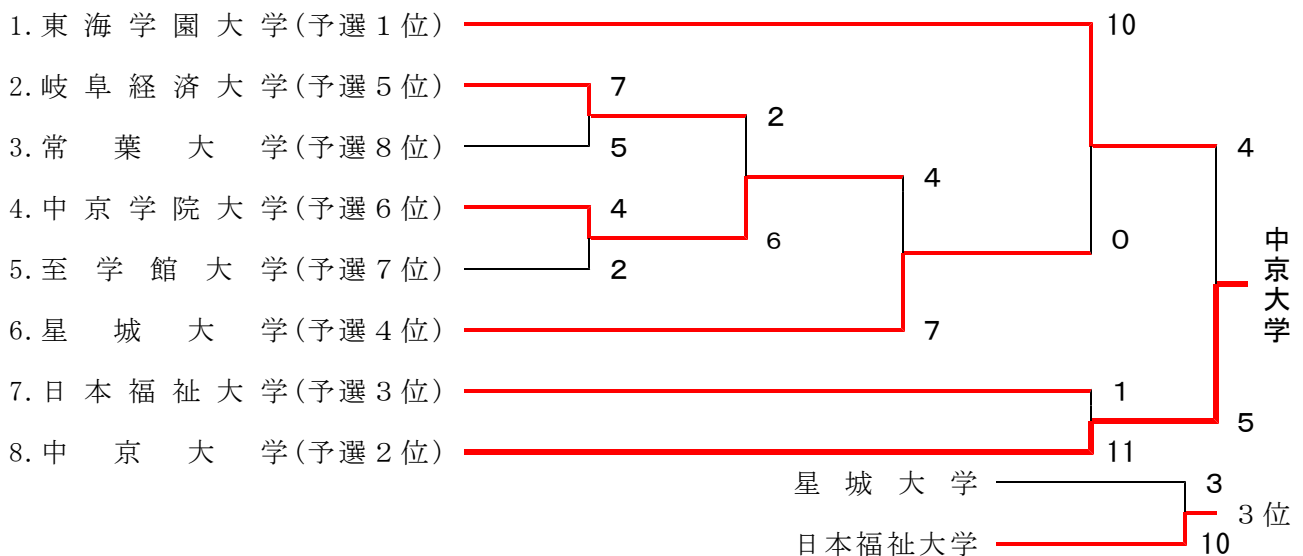 1.東海学園大学(予選1位) 10
2.岐阜経済大学(予選5位) 7
2
3.常葉大学(予選8位) 5
4
4
4.中京学院大学(予選6位) 4
6
0
5.至学館大学(予選7位) 2
中京大学
6.星城大学(予選4位) 7
7.日本福祉大学(予選3位) 1
5
8.中京大学(予選2位) 11
星城大学 3
3位
日本福祉大学 10